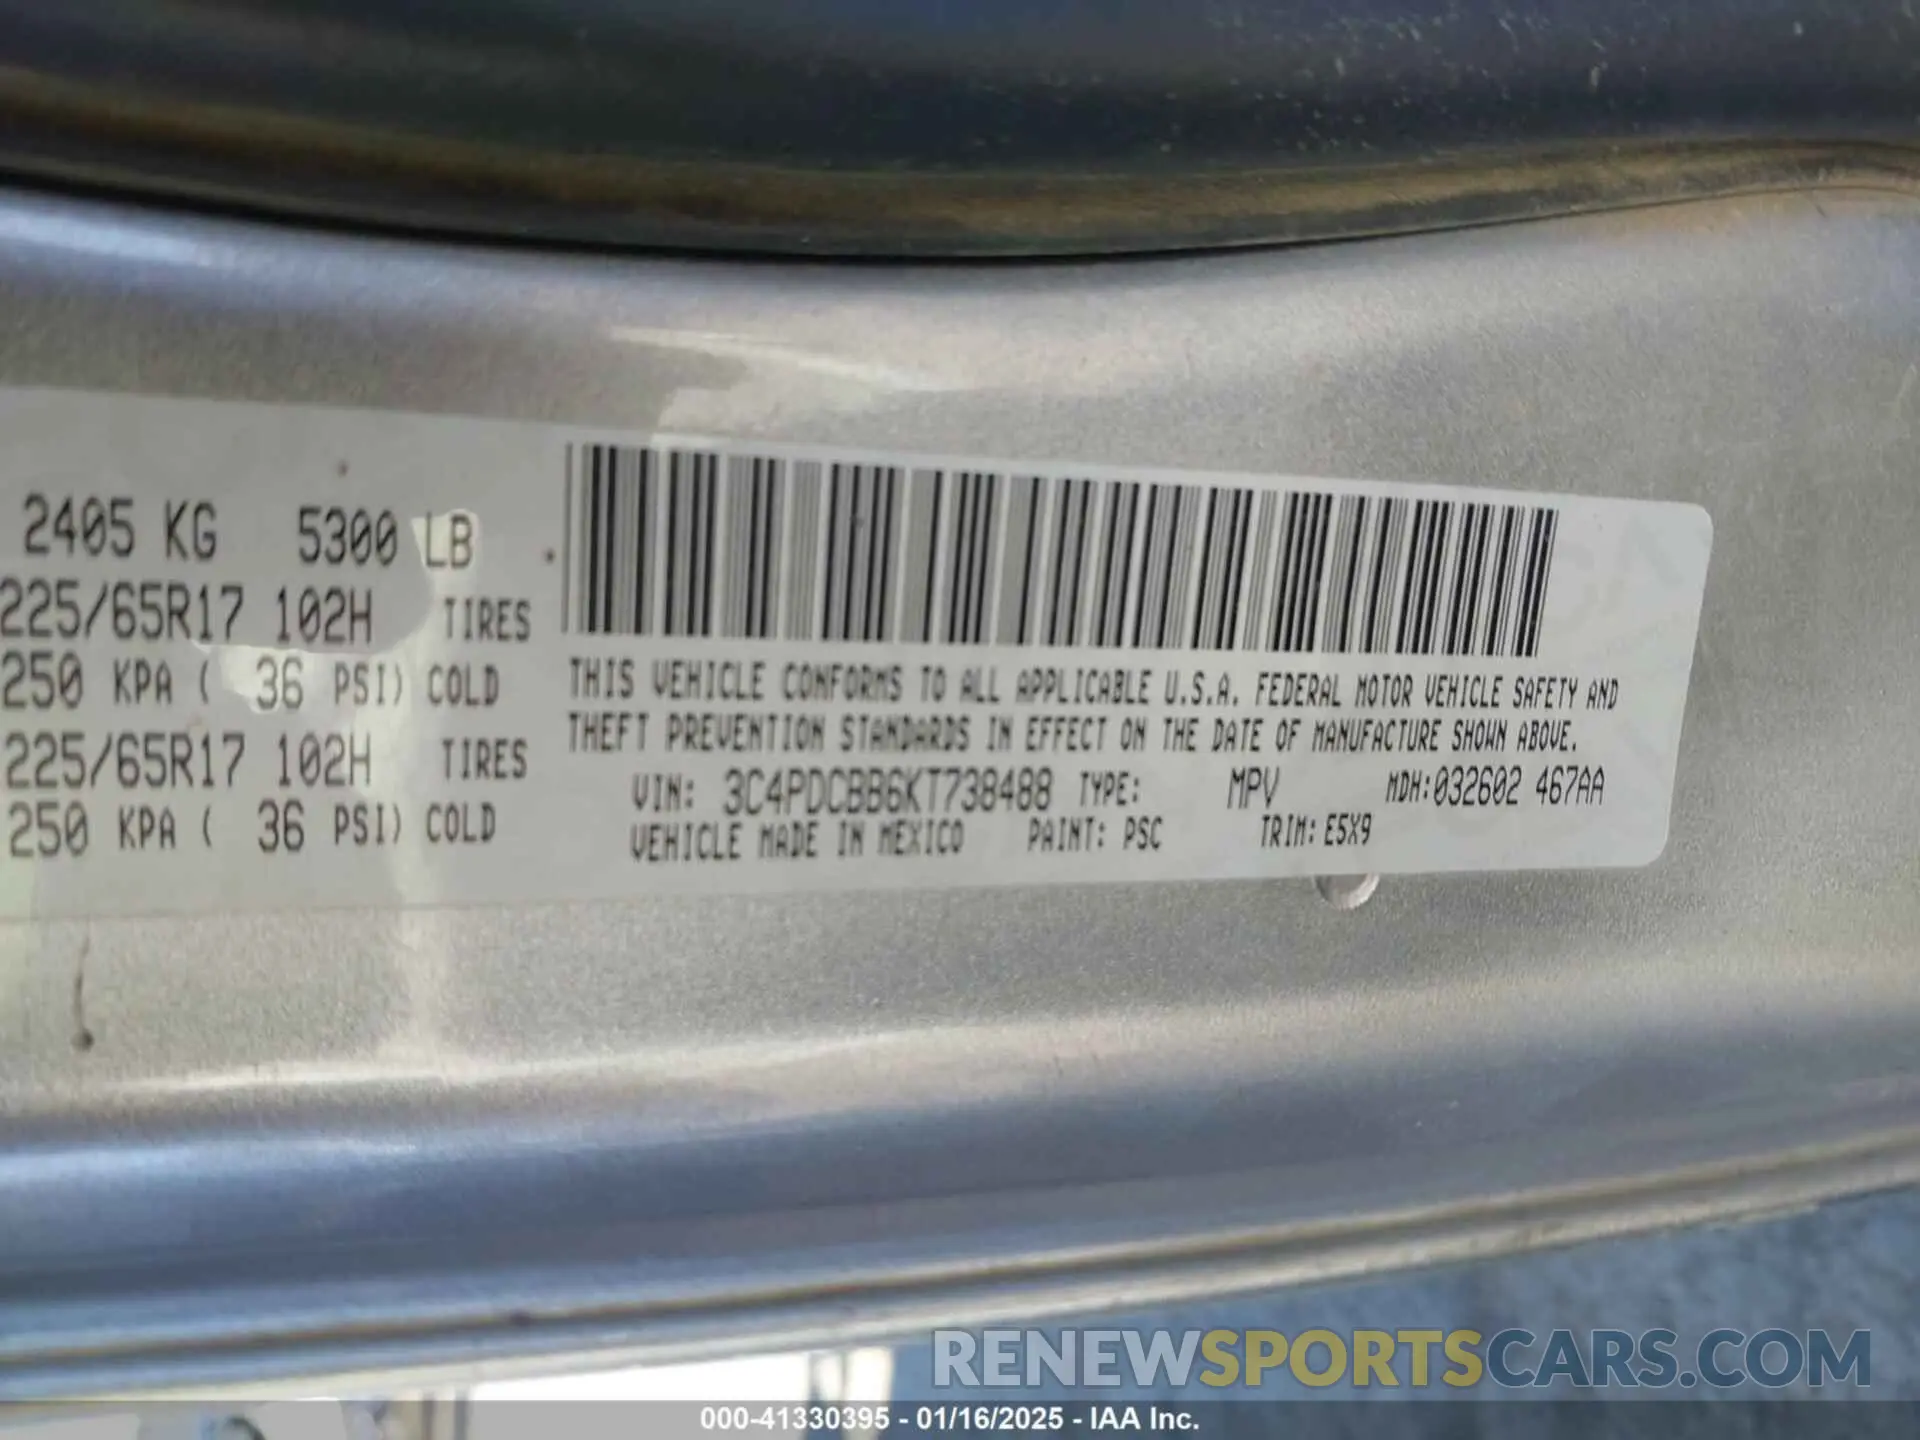 2405 KG 5300 LB
225/65R17 102H TIRES
250 KPA ( 36 PSI) COLD
225/65R17 102H TIRES
250 KPA ( 36 PSI) COLD
THIS VEHICLE CONFORMS TO ALL APPLICABLE U.S.A. FEDERAL MOTOR VEHICLE SAFETY AND
THEFT PREVENTION STANDARDS IN EFFECT ON THE DATE OF MANUFACTURE SHOWN ABOVE.
VIN: 3C4PDCBB6KT738488 TYPE: MPV MDH:032602 467AA
VEHICLE MADE IN MEXICO PAINT: PSC TRIM: E5X9
RENEWSPORTSCARS.COM
000-41330395 - 01/16/2025 - IAA Inc.